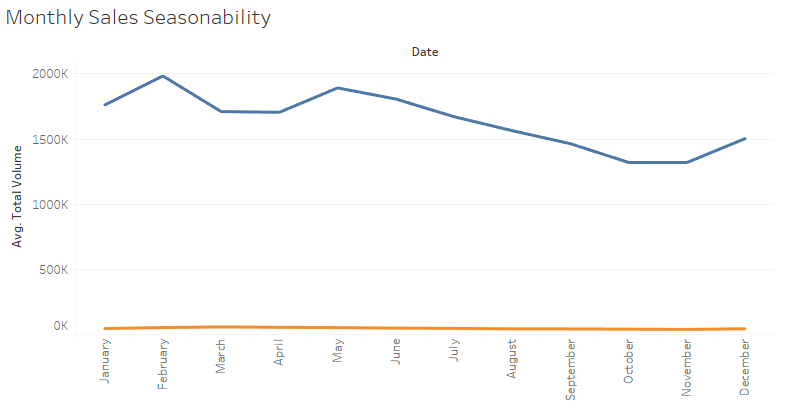 Monthly Sales Seasonability
Date
Avg. Total Volume
2000K
1500K
1000K
500K
0K
January
February
March
April
May
June
July
August
September
October
November
December